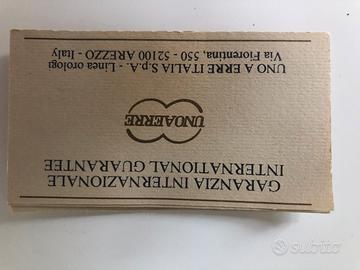 GARANZIA INTERNAZIONALE
INTERNATIONAL GUARANTEE
UNOAERRE
UNO A ERRE ITALIA S.p.A. - Linea orologi
Via Fiorentina, 550 - 52100 AREZZO - Italy
subito